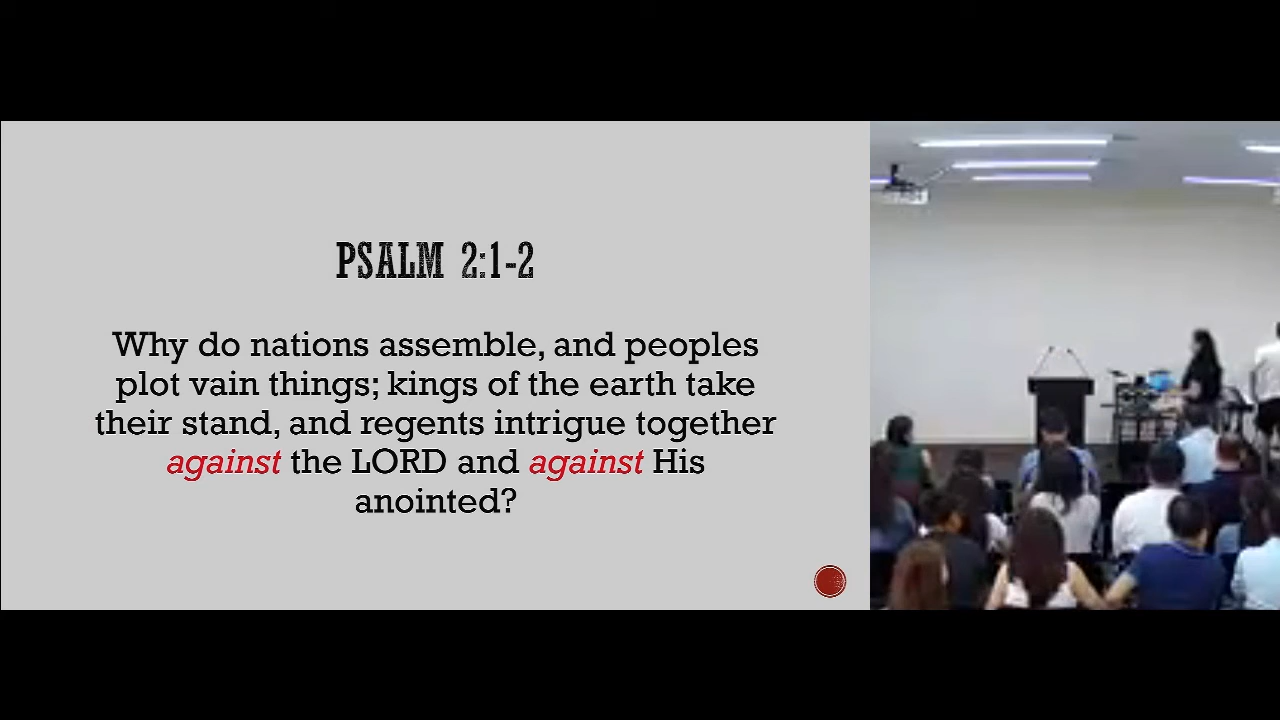 PSALM 2:1-2
Why do nations assemble, and peoples
plot vain things; kings of the earth take
their stand, and regents intrigue together
against the LORD and against His
anointed?